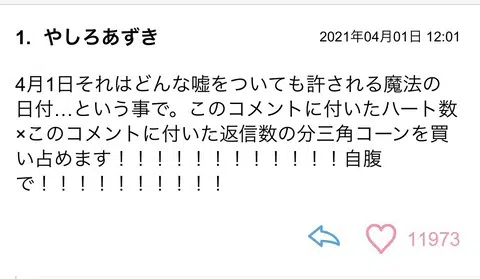 1. やしろあずき
2021年04月01日 12:01
4月1日それはどんな嘘をついても許される魔法の
日付…という事で。このコメントに付いたハート数
×このコメントに付いた返信数の分三角コーンを買
い占めます！！！！！！！！！！！！自腹
で！！！！！！！！！！
11973